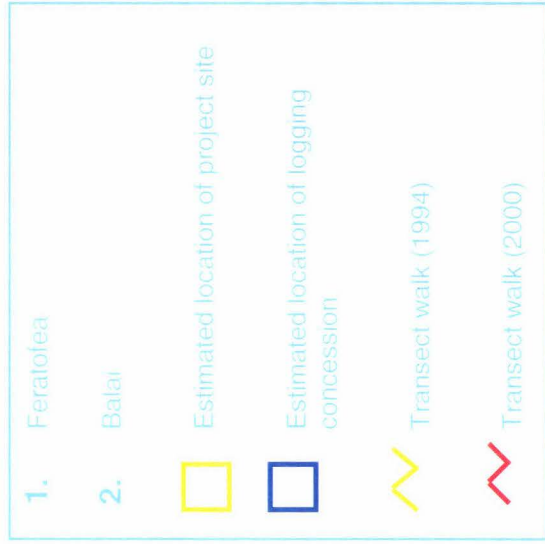 1. Feralofea
2. Balai
Estimated location of project site
Estimated location of logging
concession
Transect walk (1994)
Transect walk (2000)